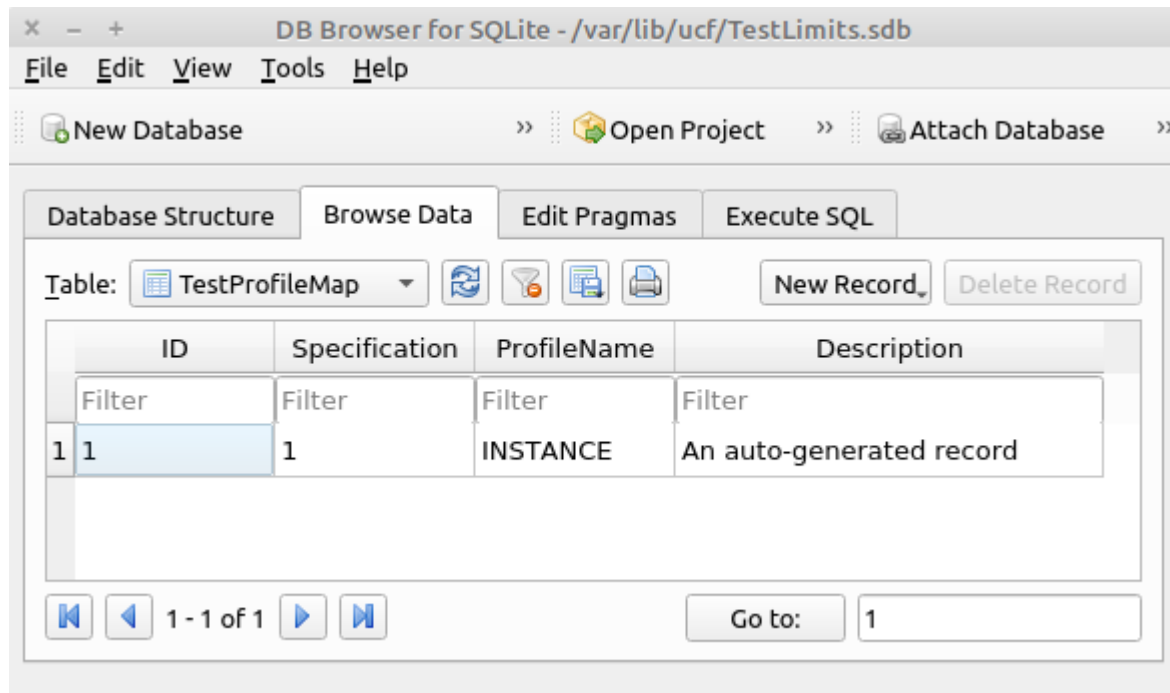 × – + DB Browser for SQLite - /var/lib/ucf/TestLimits.sdb
File Edit View Tools Help
New Database » Open Project » Attach Database »
Database Structure Browse Data Edit Pragmas Execute SQL
Table: TestProfileMap New Record Delete Record
ID Specification ProfileName Description
Filter Filter Filter Filter
1 1 1 INSTANCE An auto-generated record
1 - 1 of 1 Go to: 1